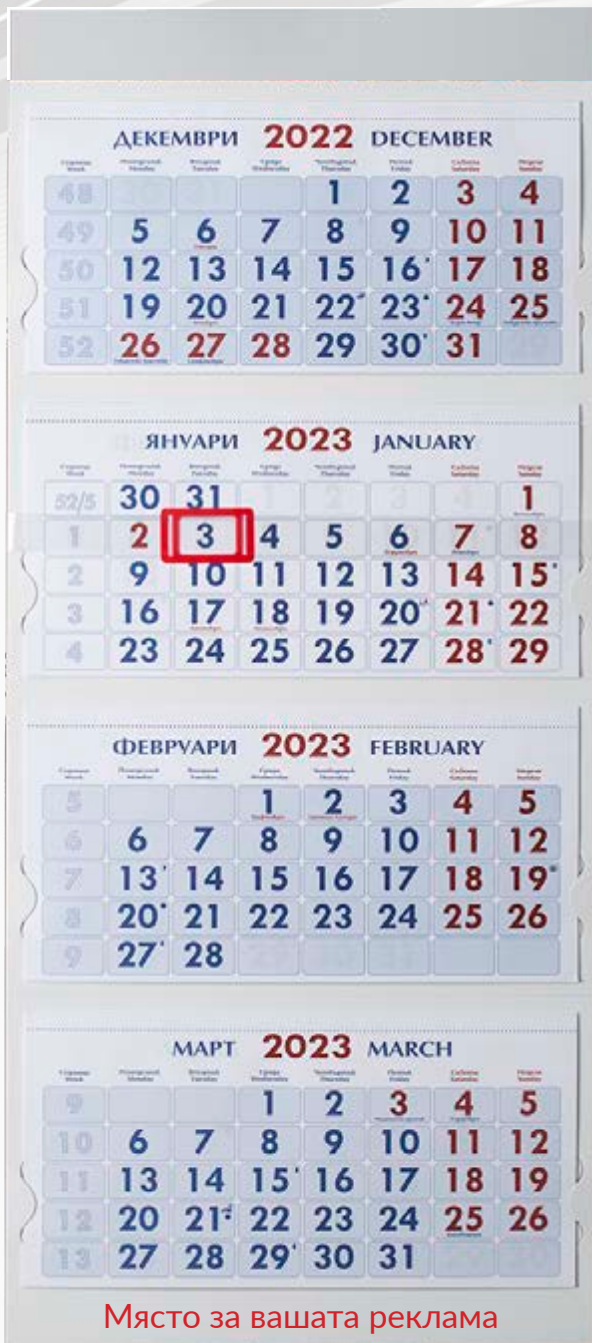 ДЕКЕМВРИ 2022 DECEMBER
48 1 2 3 4
49 5 6 7 8 9 10 11
50 12 13 14 15 16 17 18
51 19 20 21 22 23 24 25
52 26 27 28 29 30 31
ЯНУАРИ 2023 JANUARY
52/5 30 31 1
1 2 3 4 5 6 7 8
2 9 10 11 12 13 14 15
3 16 17 18 19 20 21 22
4 23 24 25 26 27 28 29
ФЕВРУАРИ 2023 FEBRUARY
5 1 2 3 4 5
6 6 7 8 9 10 11 12
7 13 14 15 16 17 18 19
8 20 21 22 23 24 25 26
9 27 28
МАРТ 2023 MARCH
9 1 2 3 4 5
10 6 7 8 9 10 11 12
11 13 14 15 16 17 18 19
12 20 21 22 23 24 25 26
13 27 28 29 30 31
Място за вашата реклама